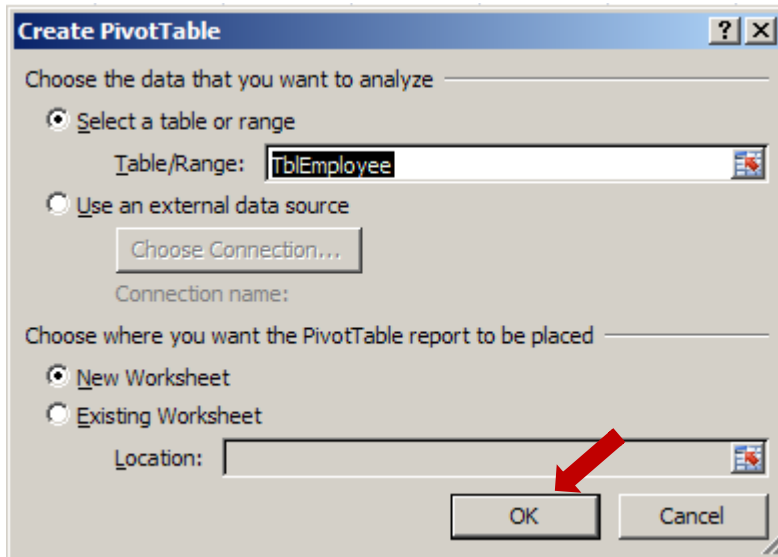 Create PivotTable
?
Choose the data that you want to analyze
Select a table or range
Table/Range: TblEmployee
Use an external data source
Choose Connection...
Connection name:
Choose where you want the PivotTable report to be placed
New Worksheet
Existing Worksheet
Location:
OK Cancel